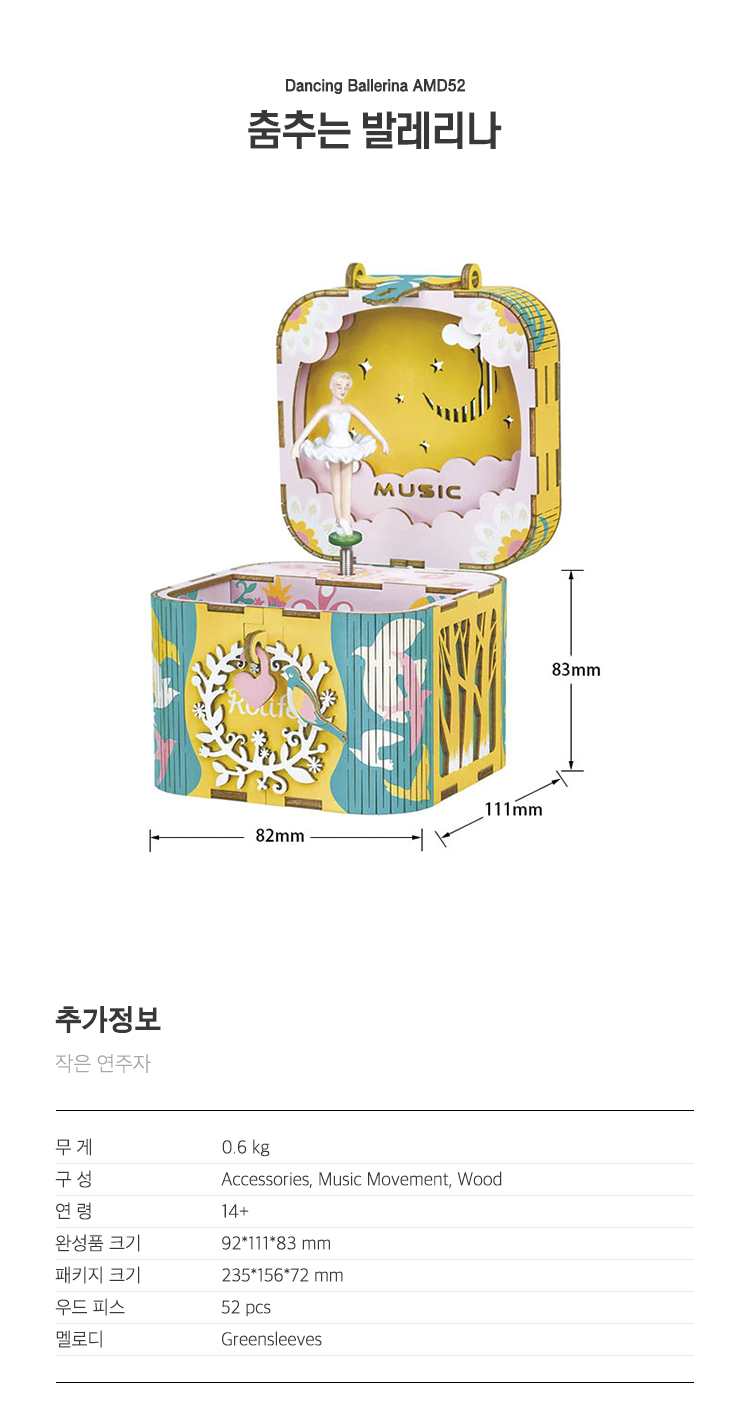 Dancing Ballerina AMD52
춤추는 발레리나
MUSIC
Rolife
83mm
111mm
82mm
추가정보
작은 연주자
무 게 0.6 kg
구 성 Accessories, Music Movement, Wood
연 령 14+
완성품 크기 92*111*83 mm
패키지 크기 235*156*72 mm
우드 피스 52 pcs
멜로디 Greensleeves